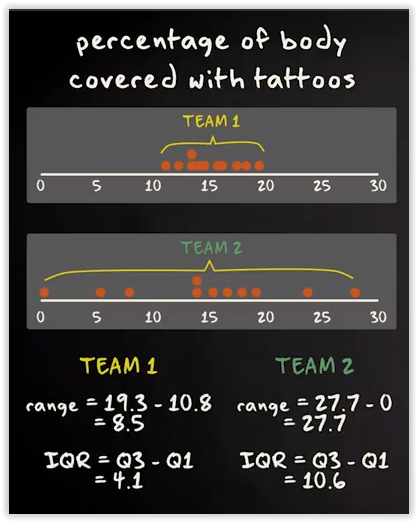 percentage of body
covered with tattoos
TEAM 1
0 5 10 15 20 25 30
TEAM 2
0 5 10 15 20 25 30
TEAM 1
range = 19.3 - 10.8
= 8.5
IQR = Q3 - Q1
= 4.1
TEAM 2
range = 27.7 - 0
= 27.7
IQR = Q3 - Q1
= 10.6